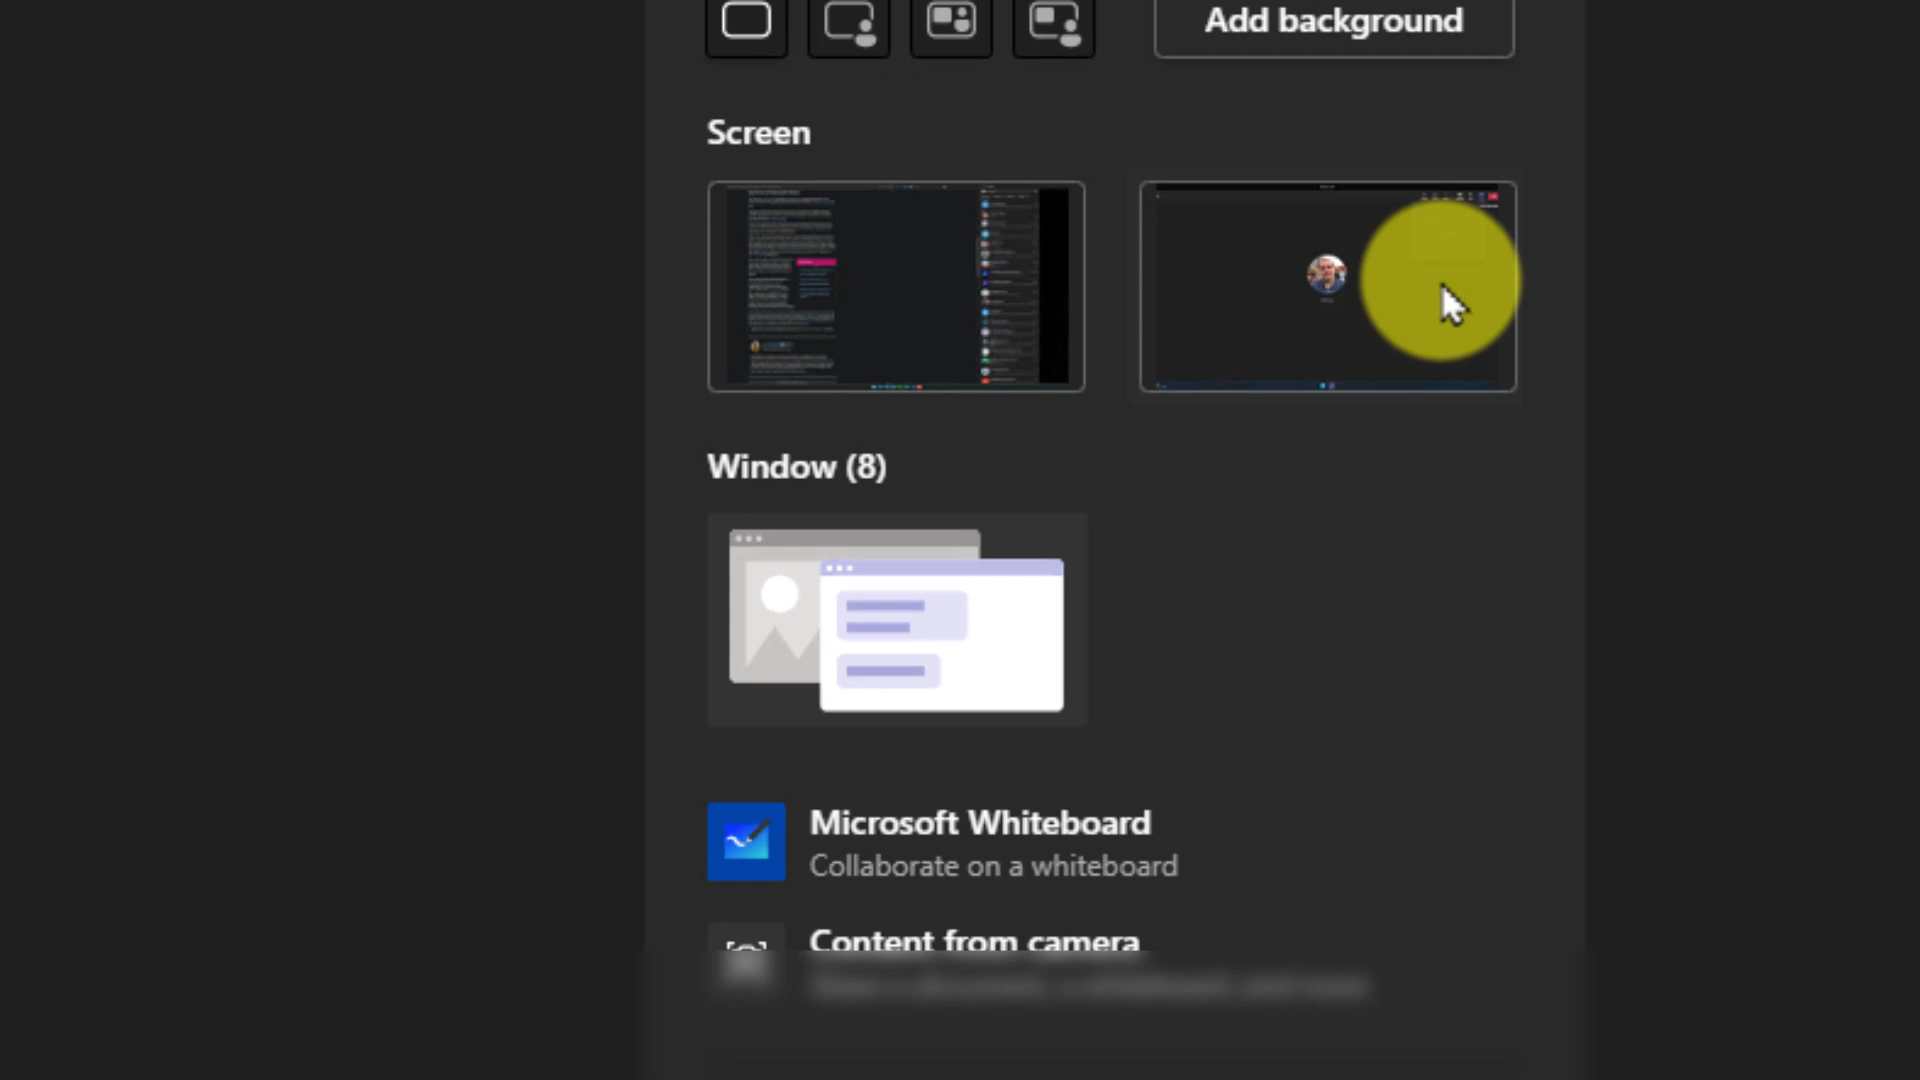 Add background
Screen
Window (8)
Microsoft Whiteboard
Collaborate on a whiteboard
Content from camera